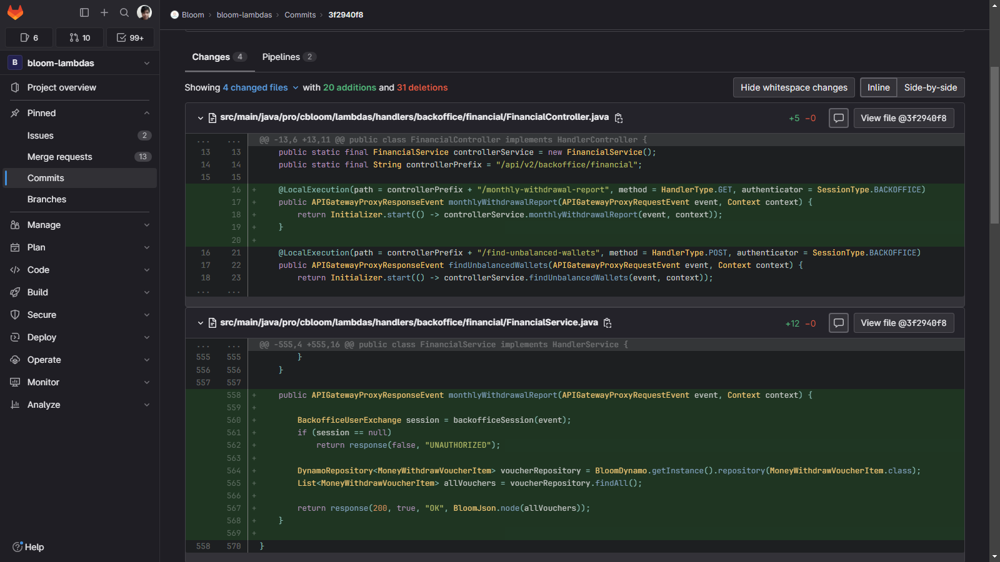 Bloom › bloom-lambdas › Commits › 3f2940f8
6 10 99+
B bloom-lambdas
Project overview
Pinned
Issues 2
Merge requests 13
Commits
Branches
Manage
Plan
Code
Build
Secure
Deploy
Operate
Monitor
Analyze
Help
Changes 4 Pipelines 2
Showing 4 changed files with 20 additions and 31 deletions
Hide whitespace changes Inline Side-by-side
src/main/java/pro/cbloom/lambdas/handlers/backoffice/financial/FinancialController.java +5 −0 View file @3f2940f8
... ... @@ -13,6 +13,11 @@ public class FinancialController implements HandlerController {
13 13 public static final FinancialService controllerService = new FinancialService();
14 14 public static final String controllerPrefix = "/api/v2/backoffice/financial";
15 15
16 + @LocalExecution(path = controllerPrefix + "/monthly-withdrawal-report", method = HandlerType.GET, authenticator = SessionType.BACKOFFICE)
17 + public APIGatewayProxyResponseEvent monthlyWithdrawalReport(APIGatewayProxyRequestEvent event, Context context) {
18 + return Initializer.start(() -> controllerService.monthlyWithdrawalReport(event, context));
19 + }
20 +
16 21 @LocalExecution(path = controllerPrefix + "/find-unbalanced-wallets", method = HandlerType.POST, authenticator = SessionType.BACKOFFICE)
17 22 public APIGatewayProxyResponseEvent findUnbalancedWallets(APIGatewayProxyRequestEvent event, Context context) {
18 23 return Initializer.start(() -> controllerService.findUnbalancedWallets(event, context));
... ...
src/main/java/pro/cbloom/lambdas/handlers/backoffice/financial/FinancialService.java +12 −0 View file @3f2940f8
... ... @@ -555,4 +555,16 @@ public class FinancialService implements HandlerService {
555 555 }
556 556 }
557 557
558 + public APIGatewayProxyResponseEvent monthlyWithdrawalReport(APIGatewayProxyRequestEvent event, Context context) {
559 +
560 + BackofficeUserExchange session = backofficeSession(event);
561 + if (session == null)
562 + return response(false, "UNAUTHORIZED");
563 +
564 + DynamoRepository<MoneyWithdrawVoucherItem> voucherRepository = BloomDynamo.getInstance().repository(MoneyWithdrawVoucherItem.class);
565 + List<MoneyWithdrawVoucherItem> allVouchers = voucherRepository.findAll();
566 +
567 + return response(200, true, "OK", BloomJson.node(allVouchers));
568 + }
569 +
558 570 }